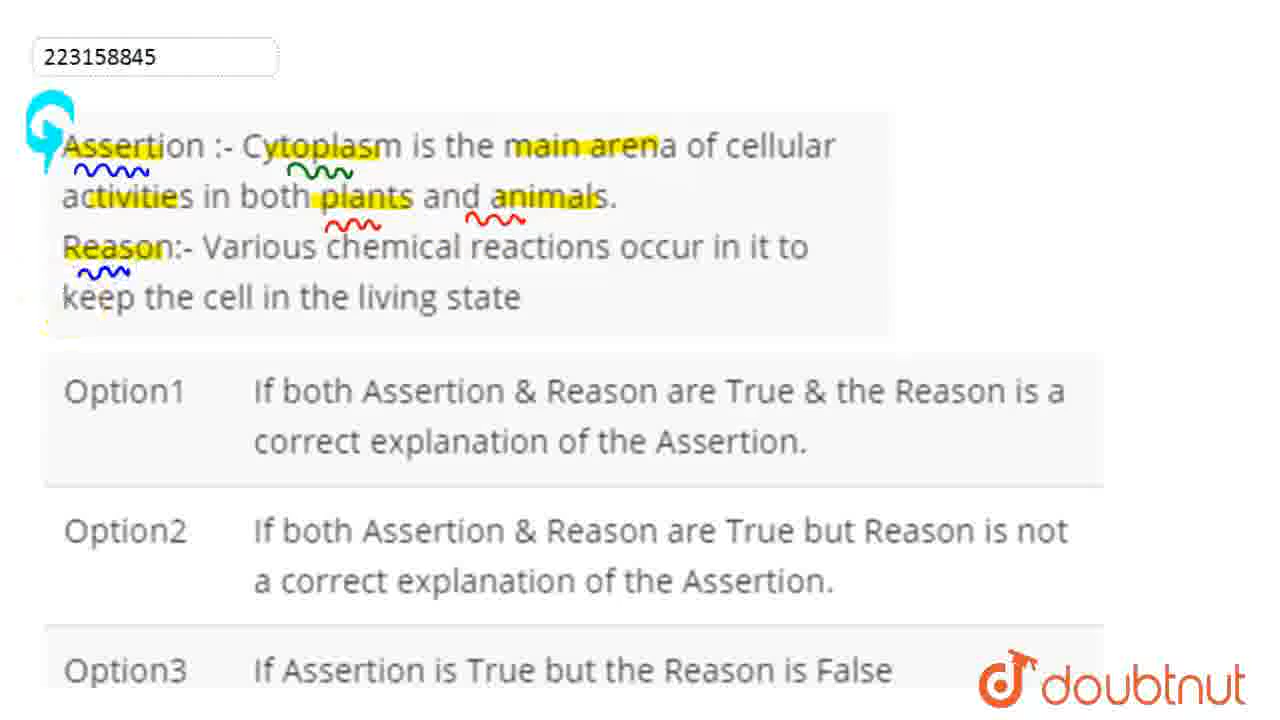 223158845
Assertion :- Cytoplasm is the main arena of cellular
activities in both plants and animals.
Reason:- Various chemical reactions occur in it to
keep the cell in the living state
Option1 If both Assertion & Reason are True & the Reason is a
correct explanation of the Assertion.
Option2 If both Assertion & Reason are True but Reason is not
a correct explanation of the Assertion.
Option3 If Assertion is True but the Reason is False
doubtnut